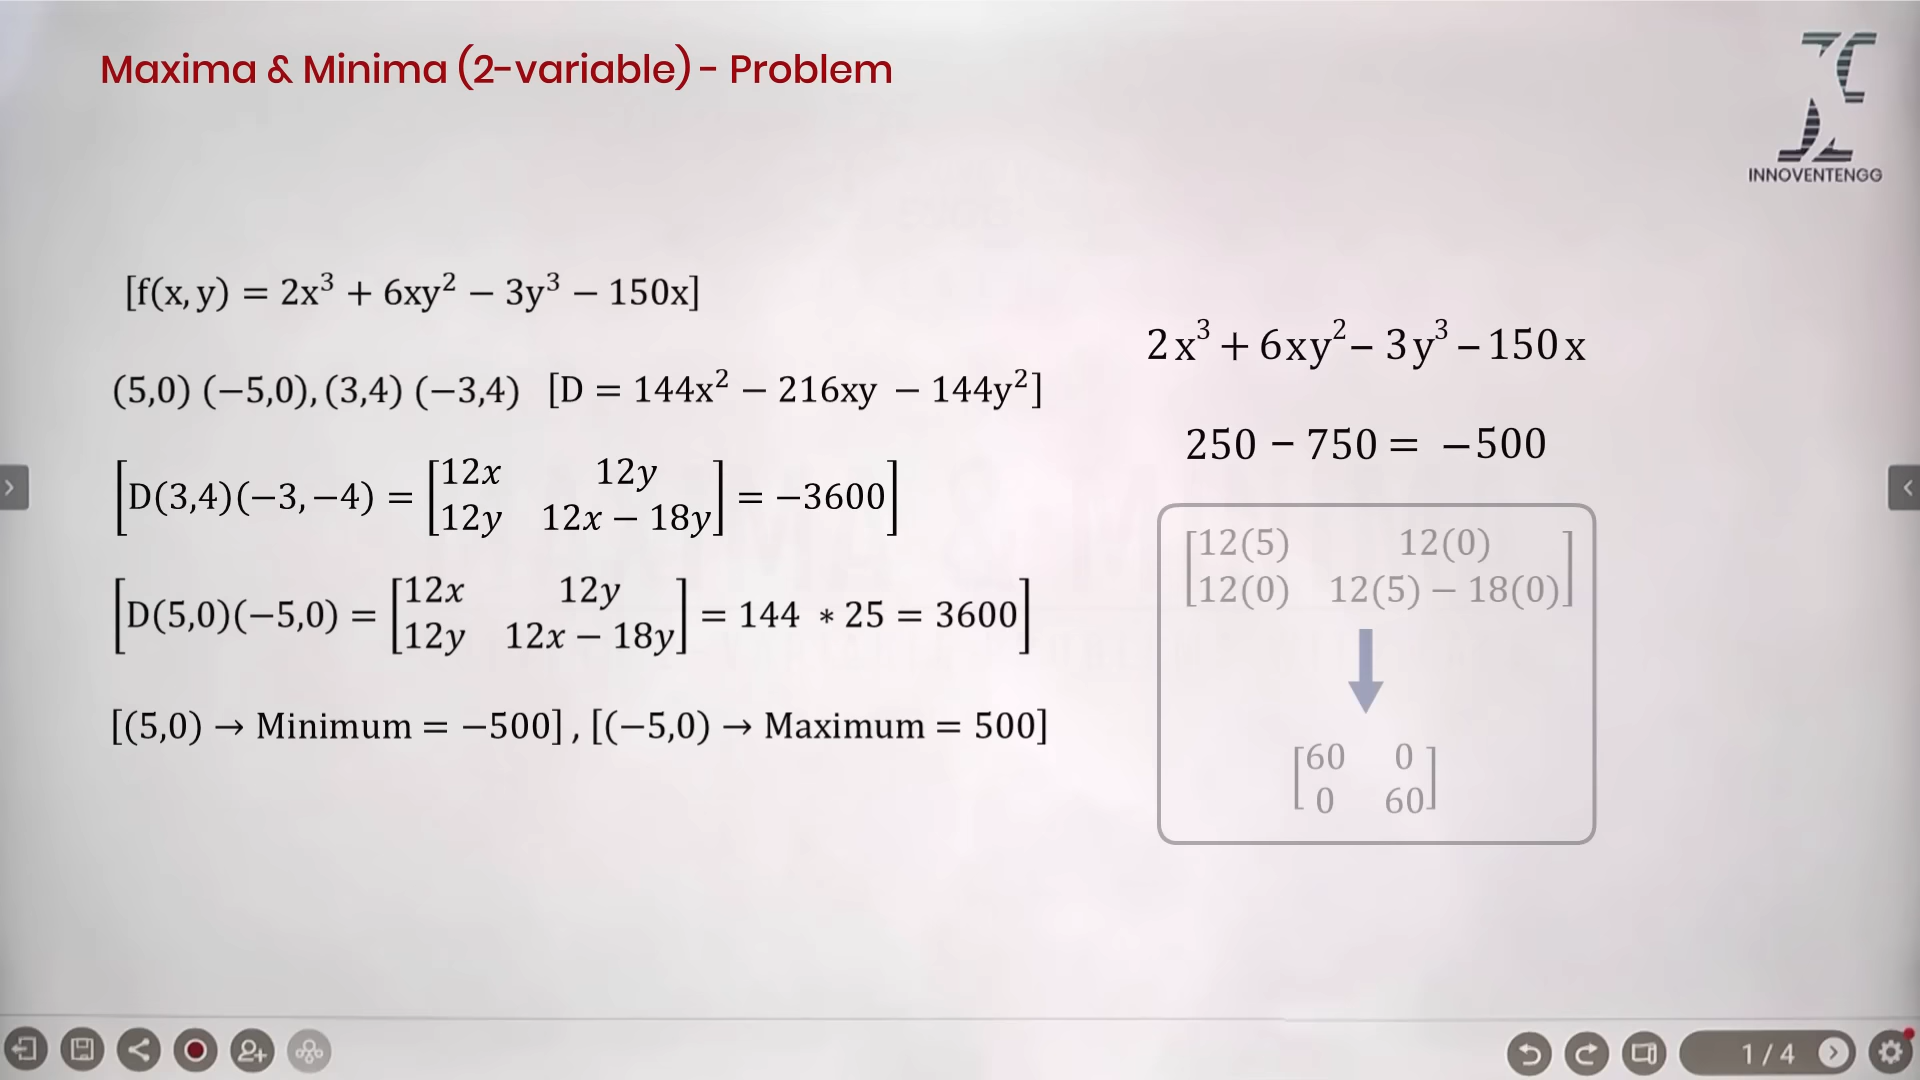 Maxima & Minima (2-variable) - Problem
INNOVENTENGG
[f(x, y) = 2x³ + 6xy² − 3y³ − 150x]
(5,0) (−5,0), (3,4) (−3,4) [D = 144x² − 216xy − 144y²]
[D(3,4)(−3, −4) = [12x 12y
12y 12x − 18y] = −3600]
[D(5,0)(−5,0) = [12x 12y
12y 12x − 18y] = 144 * 25 = 3600]
[(5,0) → Minimum = −500] , [(−5,0) → Maximum = 500]
2x³ + 6xy² − 3y³ − 150x
250 − 750 = −500
[12(5) 12(0)
12(0) 12(5) − 18(0)]
[60 0
0 60]
1 / 4